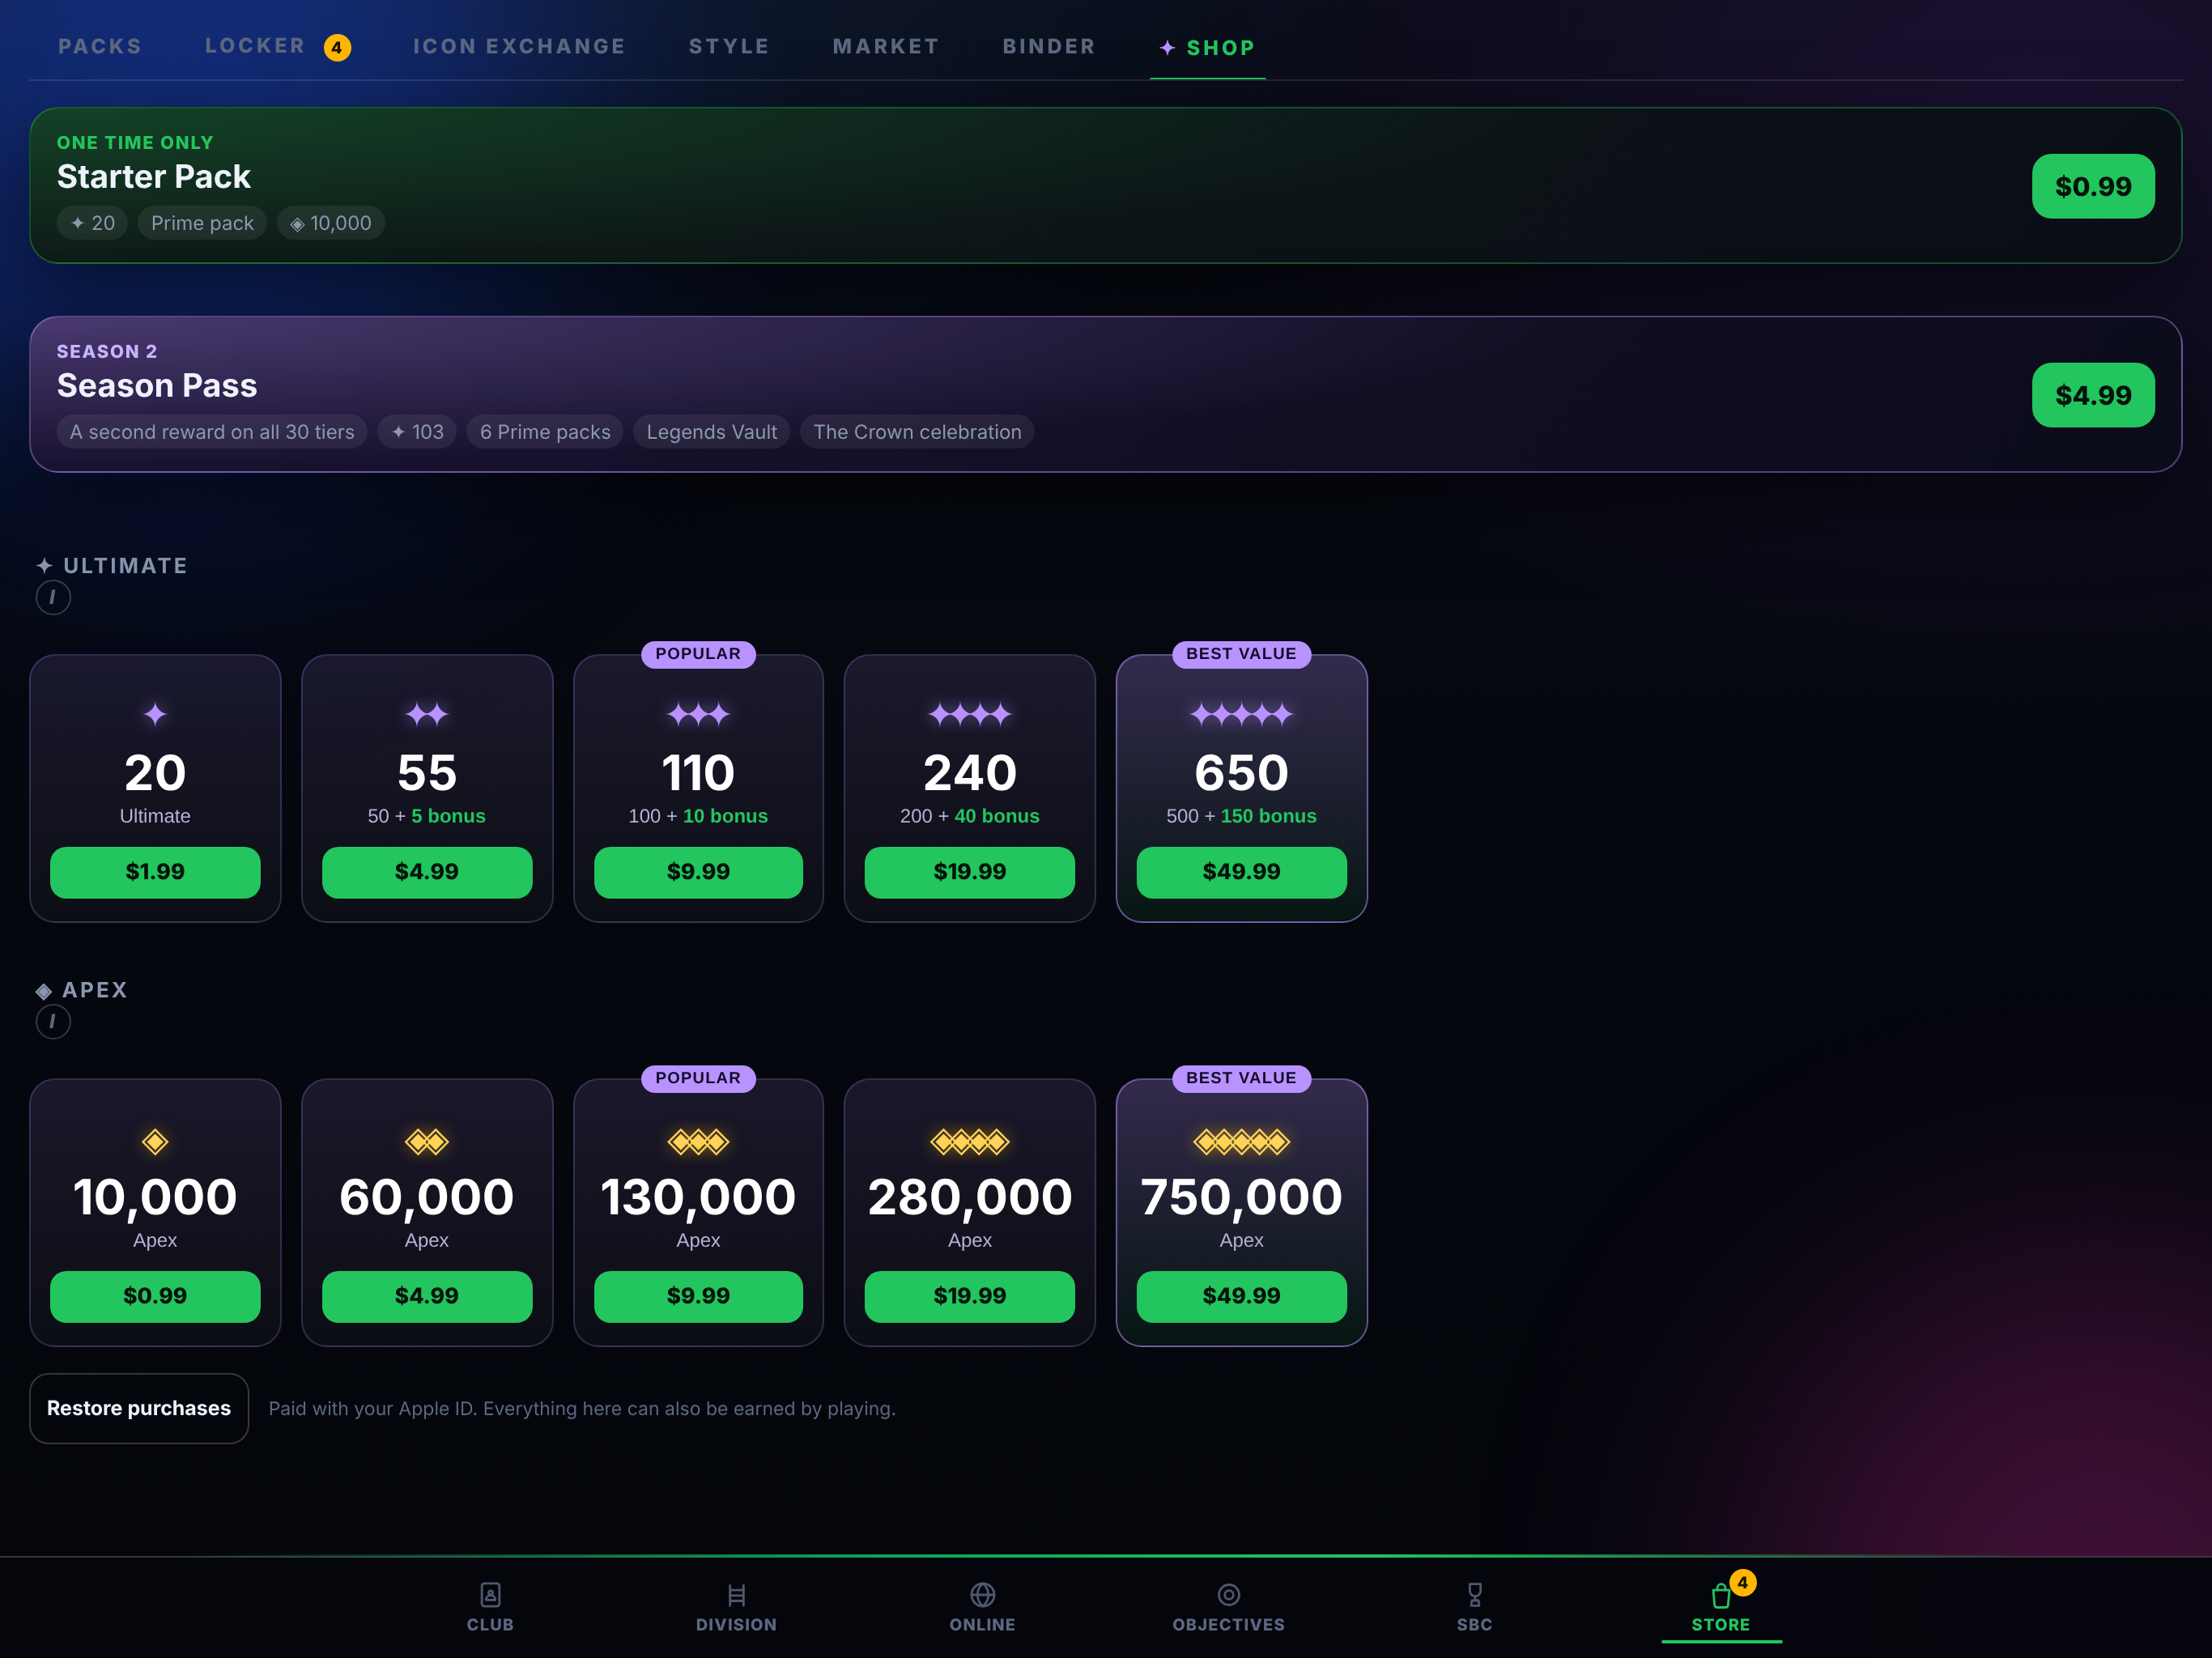 PACKS LOCKER 4 ICON EXCHANGE STYLE MARKET BINDER ✦ SHOP
ONE TIME ONLY
Starter Pack
✦ 20 Prime pack ◈ 10,000
$0.99
SEASON 2
Season Pass
A second reward on all 30 tiers ✦ 103 6 Prime packs Legends Vault The Crown celebration
$4.99
✦ ULTIMATE
I
POPULAR BEST VALUE
20 55 110 240 650
Ultimate 50 + 5 bonus 100 + 10 bonus 200 + 40 bonus 500 + 150 bonus
$1.99 $4.99 $9.99 $19.99 $49.99
◈ APEX
I
POPULAR BEST VALUE
10,000 60,000 130,000 280,000 750,000
Apex Apex Apex Apex Apex
$0.99 $4.99 $9.99 $19.99 $49.99
Restore purchases Paid with your Apple ID. Everything here can also be earned by playing.
4
CLUB DIVISION ONLINE OBJECTIVES SBC STORE